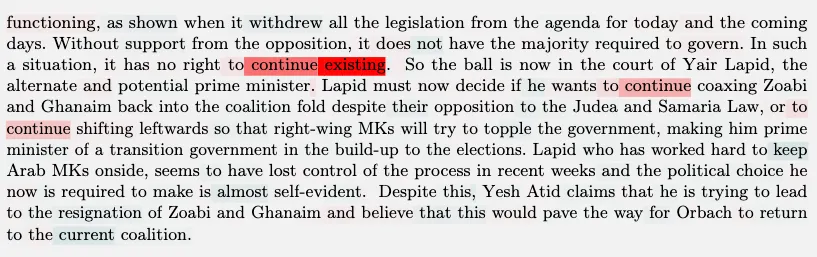 functioning, as shown when it withdrew all the legislation from the agenda for today and the coming
days. Without support from the opposition, it does not have the majority required to govern. In such
a situation, it has no right to continue existing. So the ball is now in the court of Yair Lapid, the
alternate and potential prime minister. Lapid must now decide if he wants to continue coaxing Zoabi
and Ghanaim back into the coalition fold despite their opposition to the Judea and Samaria Law, or to
continue shifting leftwards so that right-wing MKs will try to topple the government, making him prime
minister of a transition government in the build-up to the elections. Lapid who has worked hard to keep
Arab MKs onside, seems to have lost control of the process in recent weeks and the political choice he
now is required to make is almost self-evident. Despite this, Yesh Atid claims that he is trying to lead
to the resignation of Zoabi and Ghanaim and believe that this would pave the way for Orbach to return
to the current coalition.